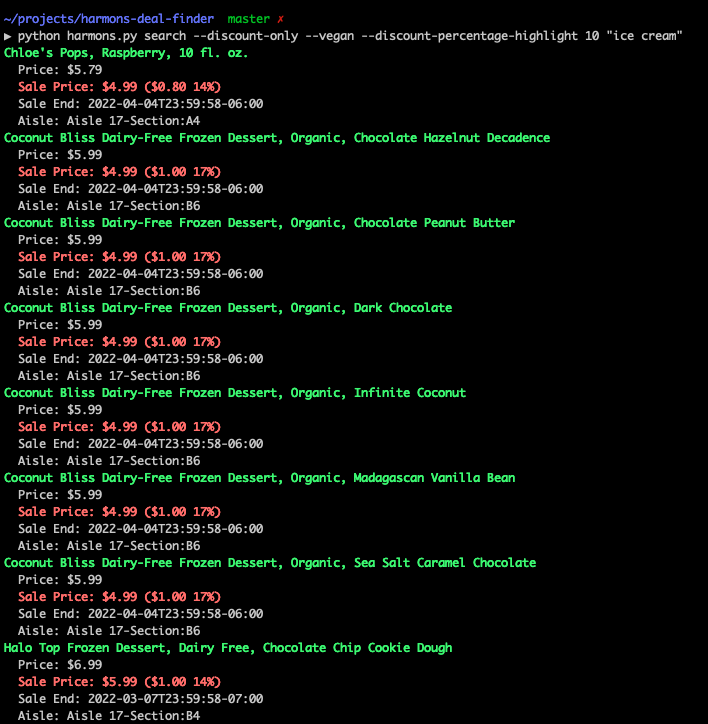 ~/projects/harmons-deal-finder master ✗
▶ python harmons.py search --discount-only --vegan --discount-percentage-highlight 10 "ice cream"
Chloe's Pops, Raspberry, 10 fl. oz.
Price: $5.79
Sale Price: $4.99 ($0.80 14%)
Sale End: 2022-04-04T23:59:58-06:00
Aisle: Aisle 17-Section:A4
Coconut Bliss Dairy-Free Frozen Dessert, Organic, Chocolate Hazelnut Decadence
Price: $5.99
Sale Price: $4.99 ($1.00 17%)
Sale End: 2022-04-04T23:59:58-06:00
Aisle: Aisle 17-Section:B6
Coconut Bliss Dairy-Free Frozen Dessert, Organic, Chocolate Peanut Butter
Price: $5.99
Sale Price: $4.99 ($1.00 17%)
Sale End: 2022-04-04T23:59:58-06:00
Aisle: Aisle 17-Section:B6
Coconut Bliss Dairy-Free Frozen Dessert, Organic, Dark Chocolate
Price: $5.99
Sale Price: $4.99 ($1.00 17%)
Sale End: 2022-04-04T23:59:58-06:00
Aisle: Aisle 17-Section:B6
Coconut Bliss Dairy-Free Frozen Dessert, Organic, Infinite Coconut
Price: $5.99
Sale Price: $4.99 ($1.00 17%)
Sale End: 2022-04-04T23:59:58-06:00
Aisle: Aisle 17-Section:B6
Coconut Bliss Dairy-Free Frozen Dessert, Organic, Madagascan Vanilla Bean
Price: $5.99
Sale Price: $4.99 ($1.00 17%)
Sale End: 2022-04-04T23:59:58-06:00
Aisle: Aisle 17-Section:B6
Coconut Bliss Dairy-Free Frozen Dessert, Organic, Sea Salt Caramel Chocolate
Price: $5.99
Sale Price: $4.99 ($1.00 17%)
Sale End: 2022-04-04T23:59:58-06:00
Aisle: Aisle 17-Section:B6
Halo Top Frozen Dessert, Dairy Free, Chocolate Chip Cookie Dough
Price: $6.99
Sale Price: $5.99 ($1.00 14%)
Sale End: 2022-03-07T23:59:58-07:00
Aisle: Aisle 17-Section:B4